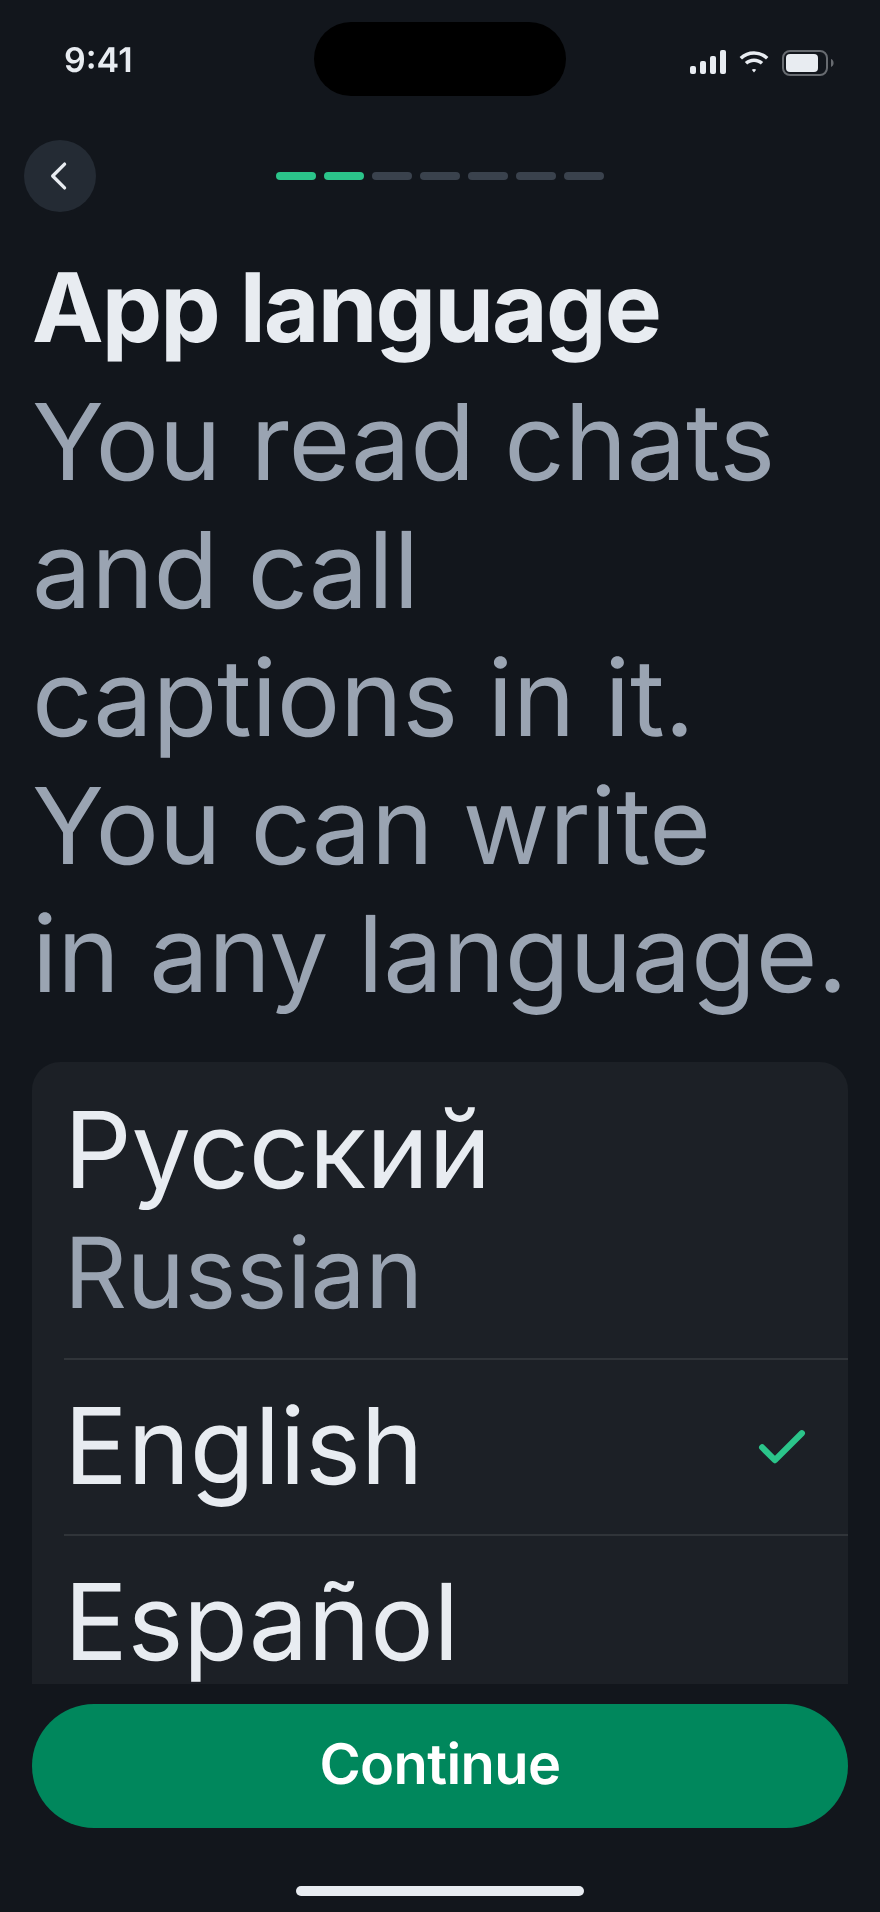 9:41
App language
You read chats
and call
captions in it.
You can write
in any language.
Русский
Russian
English
Español
Continue